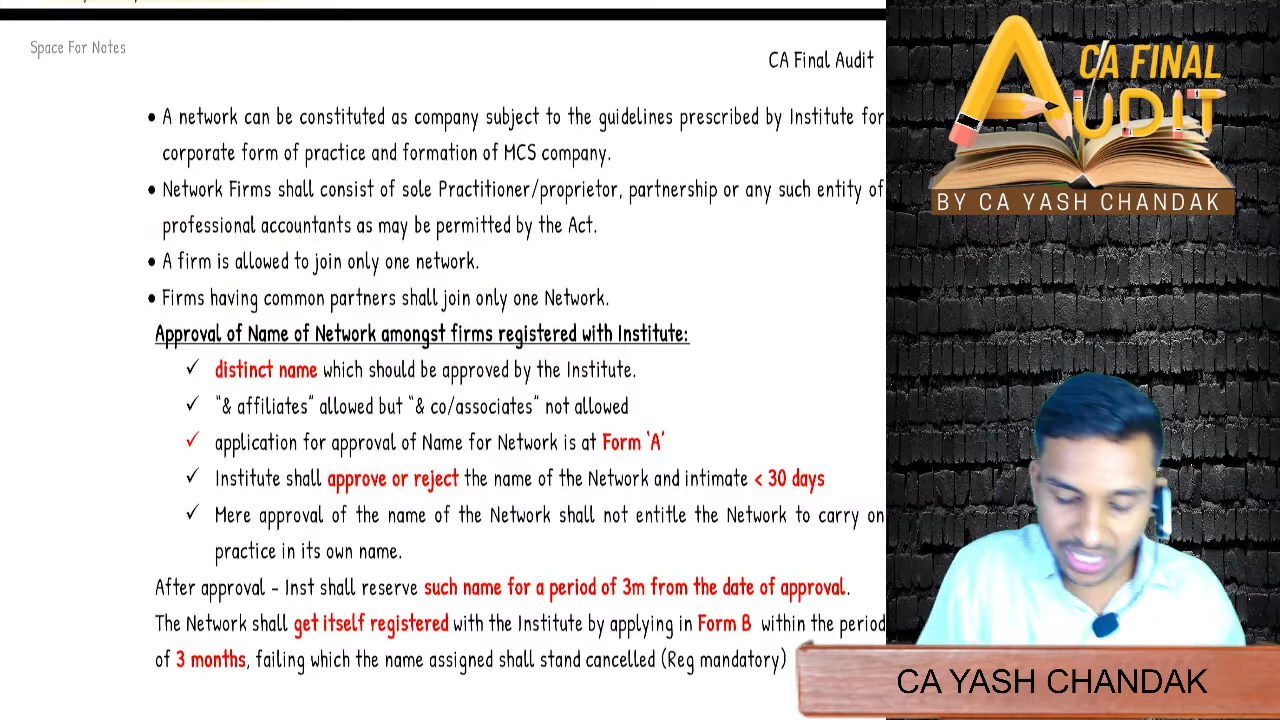 Space For Notes
CA Final Audit
• A network can be constituted as company subject to the guidelines prescribed by Institute for
corporate form of practice and formation of MCS company.
• Network Firms shall consist of sole Practitioner/proprietor, partnership or any such entity of
professional accountants as may be permitted by the Act.
• A firm is allowed to join only one network.
• Firms having common partners shall join only one Network.
Approval of Name of Network amongst firms registered with Institute:
✓ distinct name which should be approved by the Institute.
✓ “& affiliates” allowed but “& co/associates” not allowed
✓ application for approval of Name for Network is at Form ‘A’
✓ Institute shall approve or reject the name of the Network and intimate < 30 days
✓ Mere approval of the name of the Network shall not entitle the Network to carry on
practice in its own name.
After approval – Inst shall reserve such name for a period of 3m from the date of approval.
The Network shall get itself registered with the Institute by applying in Form B within the period
of 3 months, failing which the name assigned shall stand cancelled (Reg mandatory)
CA FINAL
AUDIT
BY CA YASH CHANDAK
CA YASH CHANDAK